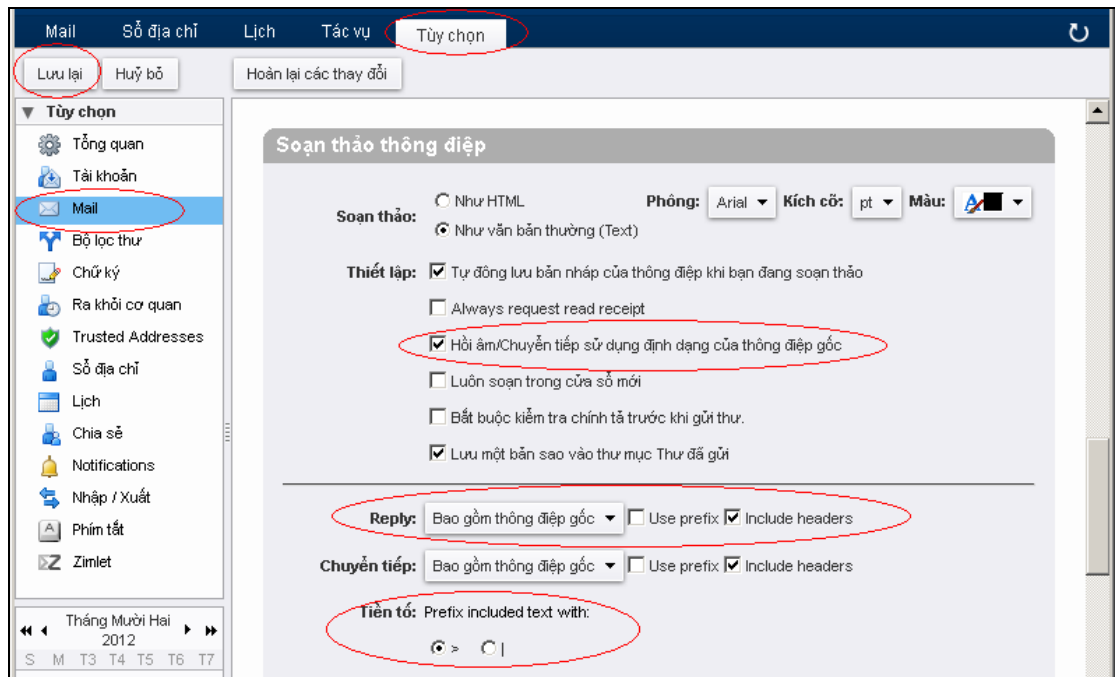 Mail Sổ địa chỉ Lịch Tác vụ Tùy chọn
Lưu lại Huỷ bỏ Hoàn lại các thay đổi
Tùy chọn
Tổng quan
Tài khoản
Mail
Bộ lọc thư
Chữ ký
Ra khỏi cơ quan
Trusted Addresses
Sổ địa chỉ
Lịch
Chia sẻ
Notifications
Nhập / Xuất
Phím tắt
Zimlet
Tháng Mười Hai
2012
S M T3 T4 T5 T6 T7
Soạn thảo thông điệp
Soạn thảo: Như HTML Phông: Arial Kích cỡ: pt Màu:
Như văn bản thường (Text)
Thiết lập: Tự đông lưu bản nháp của thông điệp khi bạn đang soạn thảo
Always request read receipt
Hồi âm/Chuyển tiếp sử dụng định dạng của thông điệp gốc
Luôn soạn trong cửa sổ mới
Bắt buộc kiểm tra chính tả trước khi gửi thư.
Lưu một bản sao vào thư mục Thư đã gửi
Reply: Bao gồm thông điệp gốc Use prefix Include headers
Chuyển tiếp: Bao gồm thông điệp gốc Use prefix Include headers
Tiền tố: Prefix included text with:
> |